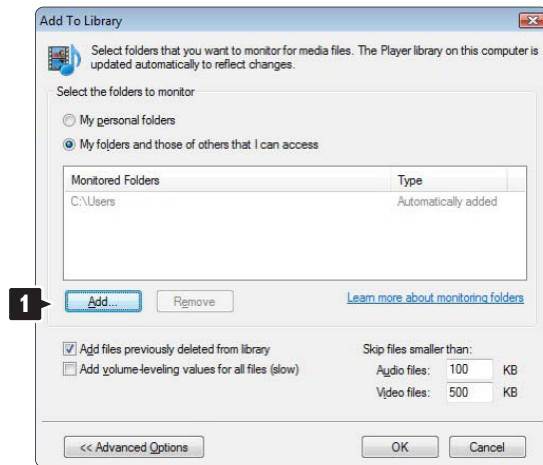 Add To Library
Select folders that you want to monitor for media files. The Player library on this computer is
updated automatically to reflect changes.
Select the folders to monitor
My personal folders
My folders and those of others that I can access
Monitored Folders Type
C:\Users Automatically added
1
Add... Remove Learn more about monitoring folders
Add files previously deleted from library
Add volume-leveling values for all files (slow)
Skip files smaller than:
Audio files: 100 KB
Video files: 500 KB
<< Advanced Options OK Cancel